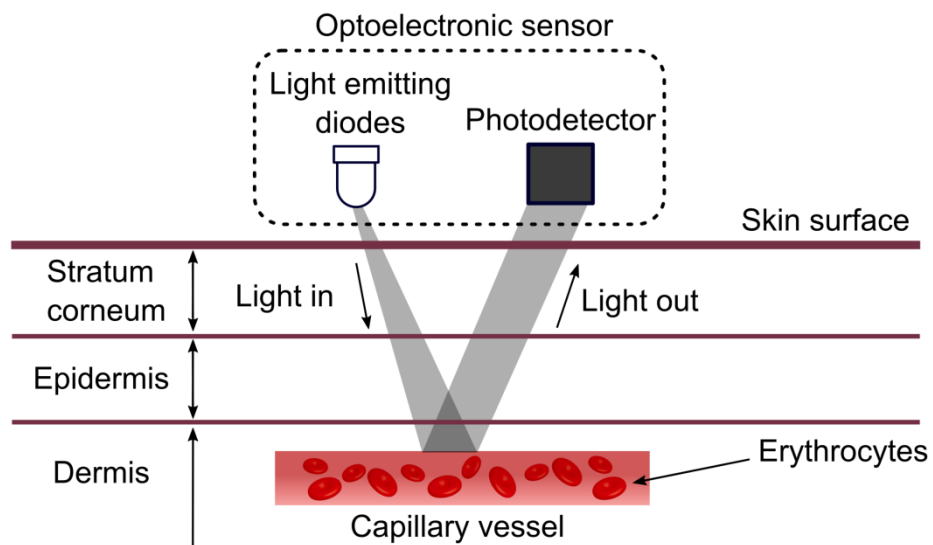 Optoelectronic sensor
Light emitting
diodes
Photodetector
Skin surface
Stratum
corneum
Light in
Light out
Epidermis
Dermis
Erythrocytes
Capillary vessel